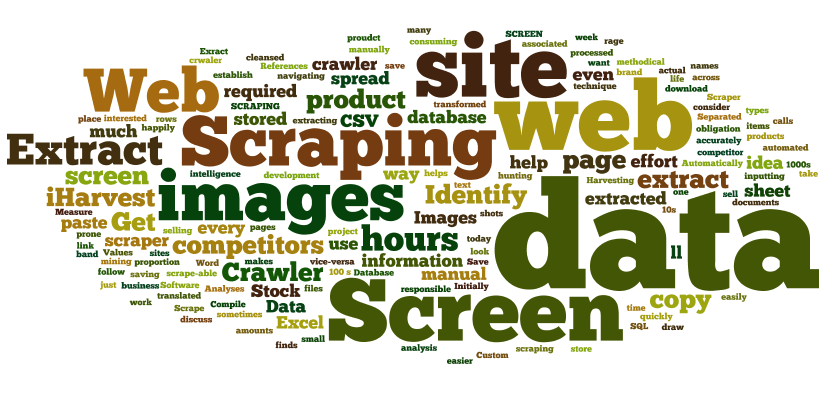 many
proudct
SCREEN
week
rage
consuming
associated
Exract
manually
processed
crwaler
cleansed
site
want
methodical
References
crawler
save
even
brand
actual
names
Web
establish
navigating
spread
life
across
technique
download
required
product
web
Scraper
SCRAPING
transformed
consider
types
place
interested
rows
stored
extracting
CSV
database
Separated
calls
much
happily
Scraping
obligation
items
products
Extract
accurately
automated
competitor
help
page
effort
Automatically
idea
1000s
screen
intelligence
development
way
helps
hunting
Harvesting
extract
inputting
take
iHarvest
images
text
Identify
extracted
one
sell
sheet
documents
Measure
Images
shots
10s
data
paste
Get
selling
every
pages
project
prone
scraper
competitors
use
hours
today
link
band
Values
sites
look
ll
makes
vice-versa
information
Save
mining
proportion
Word
follow
saving
scrape-able
Crawler
100 s
Database
manual
just
business
Software
Analyses
Stock
files
responsible
Initially
copy
easily
work
translated
Scrape
Compile
Data
Screen
time
discuss
sometimes
quickly
Excel
SQL
draw
amounts
small
finds
analysis
Custom
scraping
store
easier